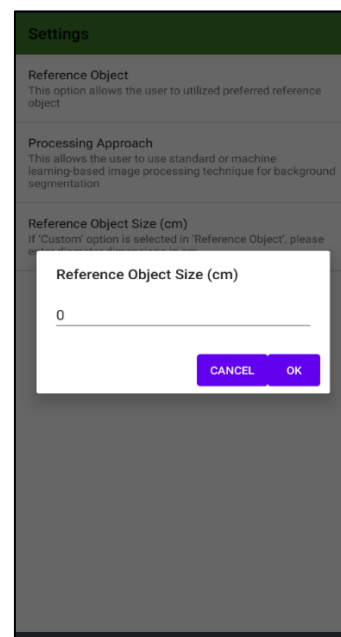 Settings
Reference Object
This option allows the user to utilized preferred reference
object
Processing Approach
This allows the user to use standard or machine
learning-based image processing technique for background
segmentation
Reference Object Size (cm)
If 'Custom' option is selected in 'Reference Object', please
Reference Object Size (cm)
0
CANCEL OK